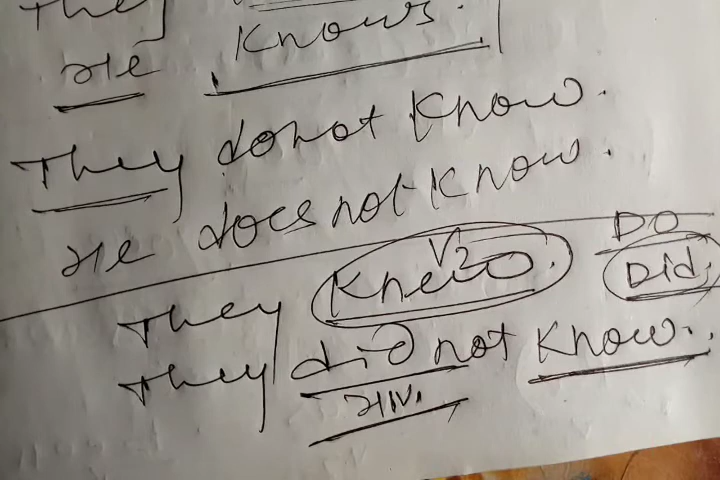 They
He Knows.
They do not Know.
He does not Know.
V2 DO
They Knew. Did.
They did not Know.